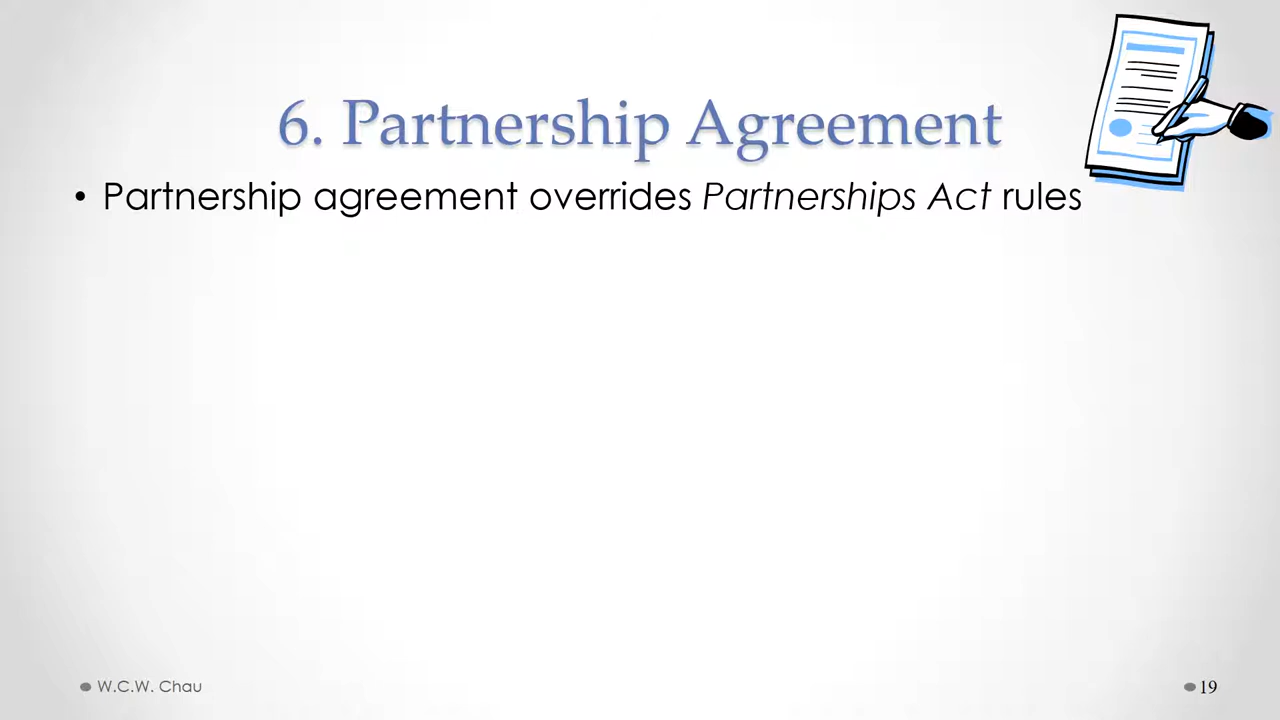 6. Partnership Agreement
• Partnership agreement overrides Partnerships Act rules
W.C.W. Chau
19